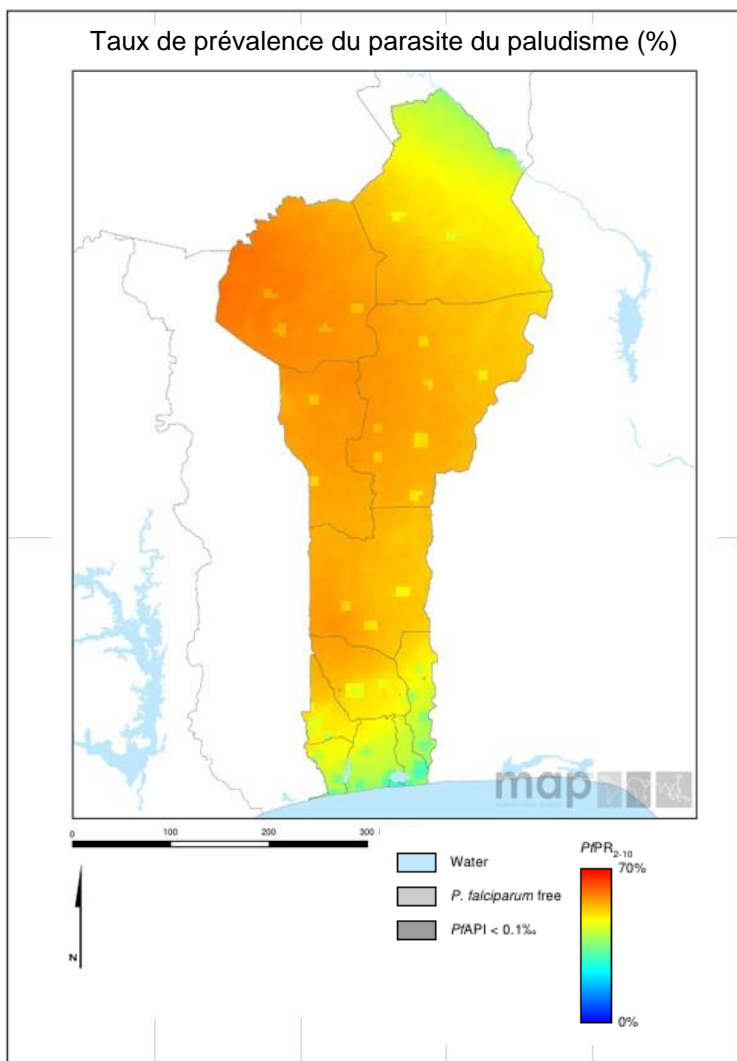 Taux de prévalence du parasite du paludisme (%)
map
0 100 200 300
N
Water
P. falciparum free
PfAPI < 0.1‰
PfPR2-10
70%
0%